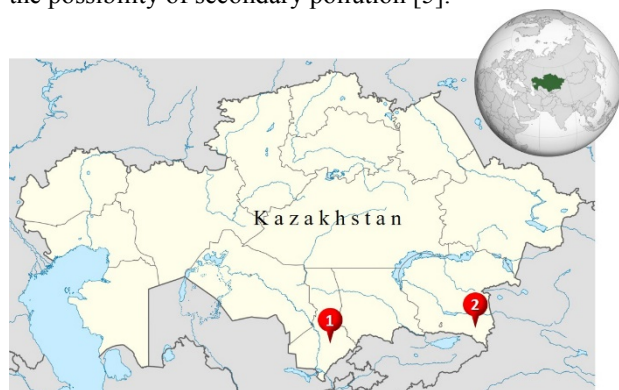 the possibility of secondary pollution [5].
Kazakhstan
1
2